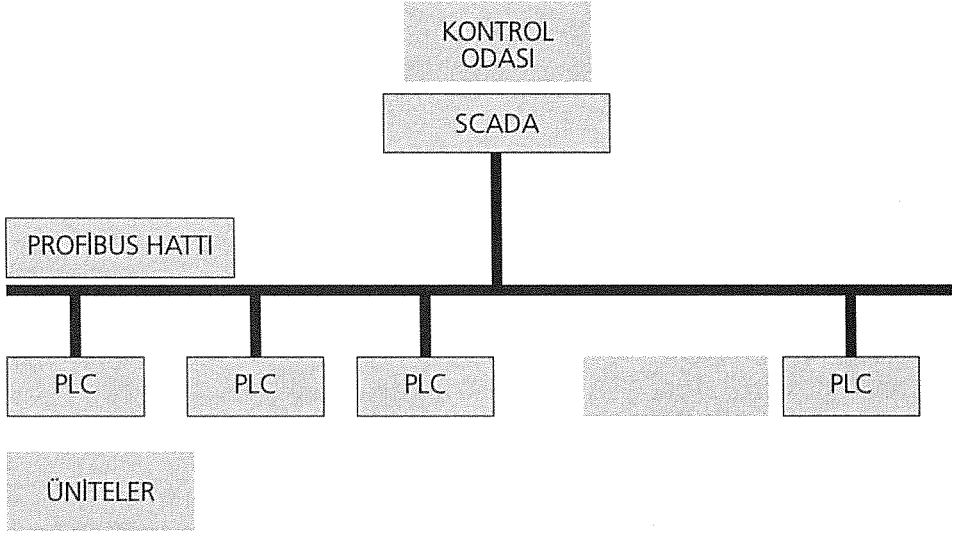 KONTROL
ODASI
SCADA
PROFİBUS HATTI
PLC
PLC
PLC
PLC
ÜNİTELER